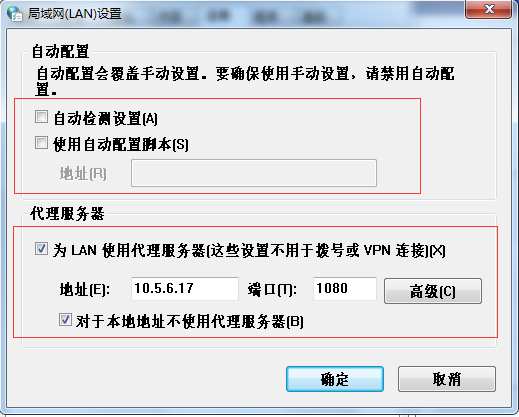 局域网(LAN)设置
自动配置
自动配置会覆盖手动设置。要确保使用手动设置，请禁用自动配
置。
自动检测设置(A)
使用自动配置脚本(S)
地址(R)
代理服务器
为 LAN 使用代理服务器(这些设置不用于拨号或 VPN 连接)(X)
地址(E): 10.5.6.17 端口(T): 1080 高级(C)
对于本地地址不使用代理服务器(B)
确定 取消